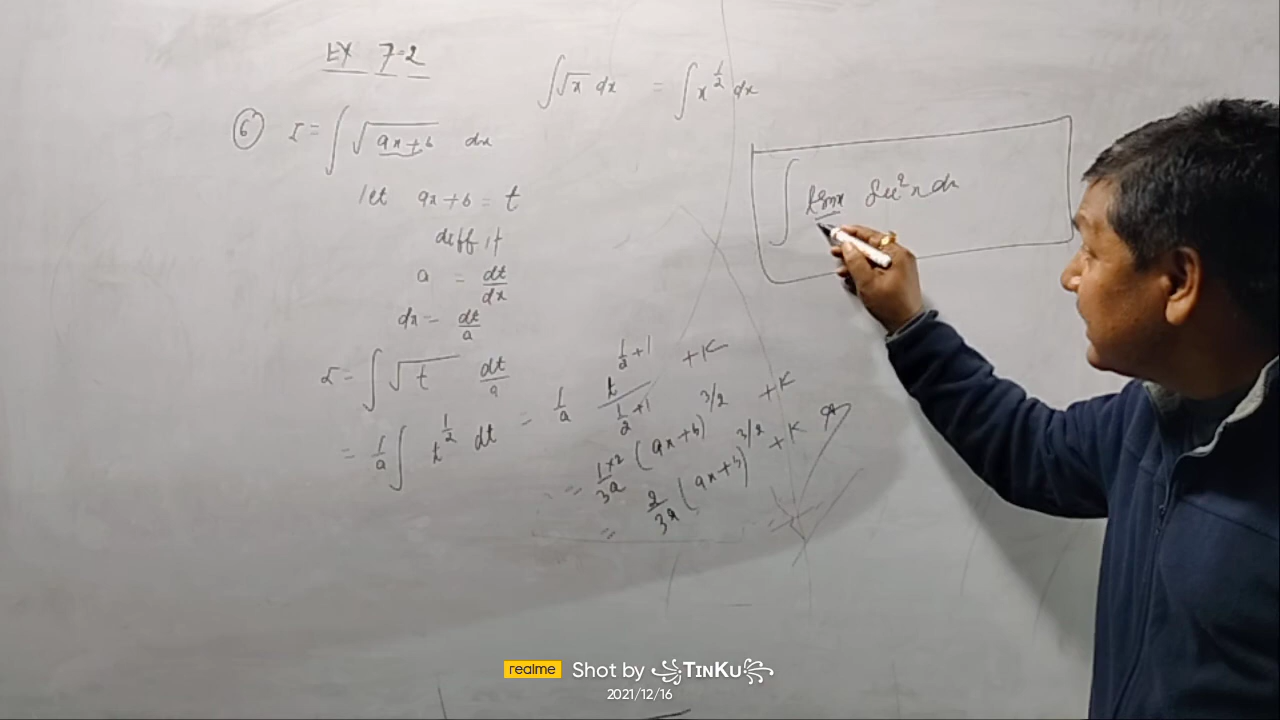 EX 7.2
∫√x dx = ∫x^(1/2) dx
(6) I = ∫√(ax+b) dx
let ax+b = t
diff it
a = dt/dx
dx = dt/a
I = ∫√t dt/a
= 1/a ∫ t^(1/2) dt = 1/a t^(1/2+1)/(1/2+1) + K
= 1×2/3a (ax+b)^(3/2) + K
= 2/3a (ax+b)^(3/2) + K
∫ tanx sec²x dx
realme Shot by TINKU
2021/12/16